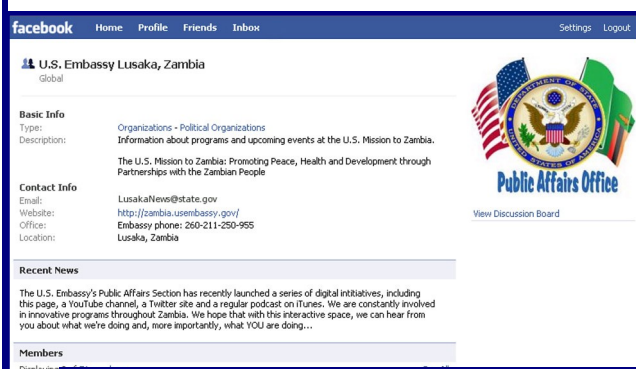 facebook Home Profile Friends Inbox Settings Logout
U.S. Embassy Lusaka, Zambia
Global
Basic Info
Type: Organizations - Political Organizations
Description: Information about programs and upcoming events at the U.S. Mission to Zambia.
The U.S. Mission to Zambia: Promoting Peace, Health and Development through
Partnerships with the Zambian People
Contact Info
Email: LusakaNews@state.gov
Website: http://zambia.usembassy.gov/
Office: Embassy phone: 260-211-250-955
Location: Lusaka, Zambia
DEPARTMENT OF STATE
UNITED STATES OF AMERICA
Public Affairs Office
View Discussion Board
Recent News
The U.S. Embassy's Public Affairs Section has recently launched a series of digital intitiatives, including
this page, a YouTube channel, a Twitter site and a regular podcast on iTunes. We are constantly involved
in innovative programs throughout Zambia. We hope that with this interactive space, we can hear from
you about what we're doing and, more importantly, what YOU are doing...
Members